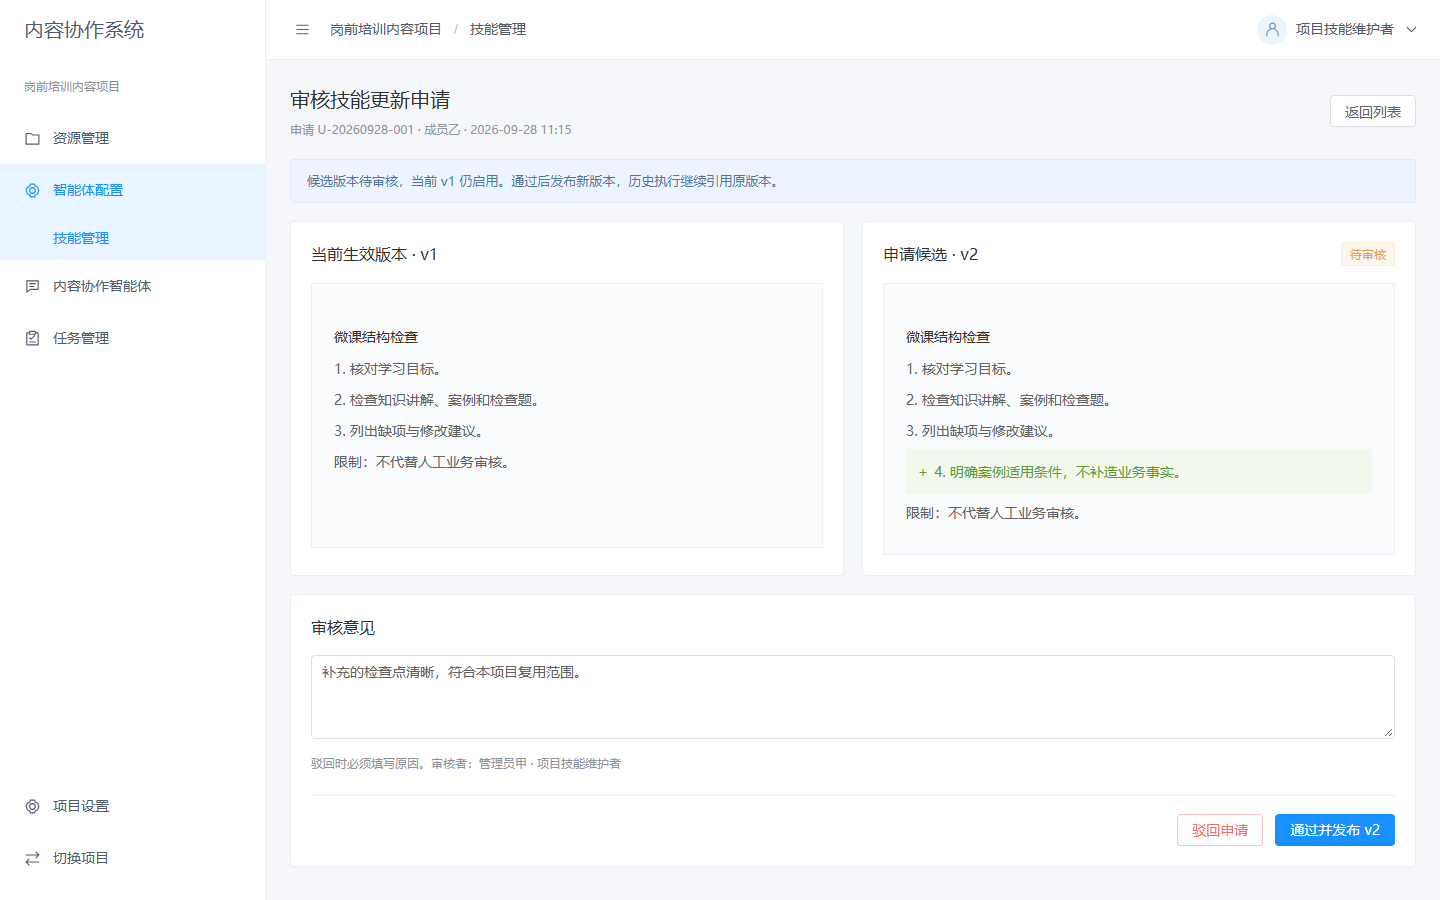 内容协作系统
岗前培训内容项目
资源管理
智能体配置
技能管理
内容协作智能体
任务管理
项目设置
切换项目
岗前培训内容项目 / 技能管理
项目技能维护者
审核技能更新申请
申请 U-20260928-001 · 成员乙 · 2026-09-28 11:15
返回列表
候选版本待审核，当前 v1 仍启用。通过后发布新版本，历史执行继续引用原版本。
当前生效版本 · v1
微课结构检查
1. 核对学习目标。
2. 检查知识讲解、案例和检查题。
3. 列出缺项与修改建议。
限制：不代替人工业务审核。
申请候选 · v2
待审核
微课结构检查
1. 核对学习目标。
2. 检查知识讲解、案例和检查题。
3. 列出缺项与修改建议。
+ 4. 明确案例适用条件，不补造业务事实。
限制：不代替人工业务审核。
审核意见
补充的检查点清晰，符合本项目复用范围。
驳回时必须填写原因。审核者：管理员甲 · 项目技能维护者
驳回申请
通过并发布 v2